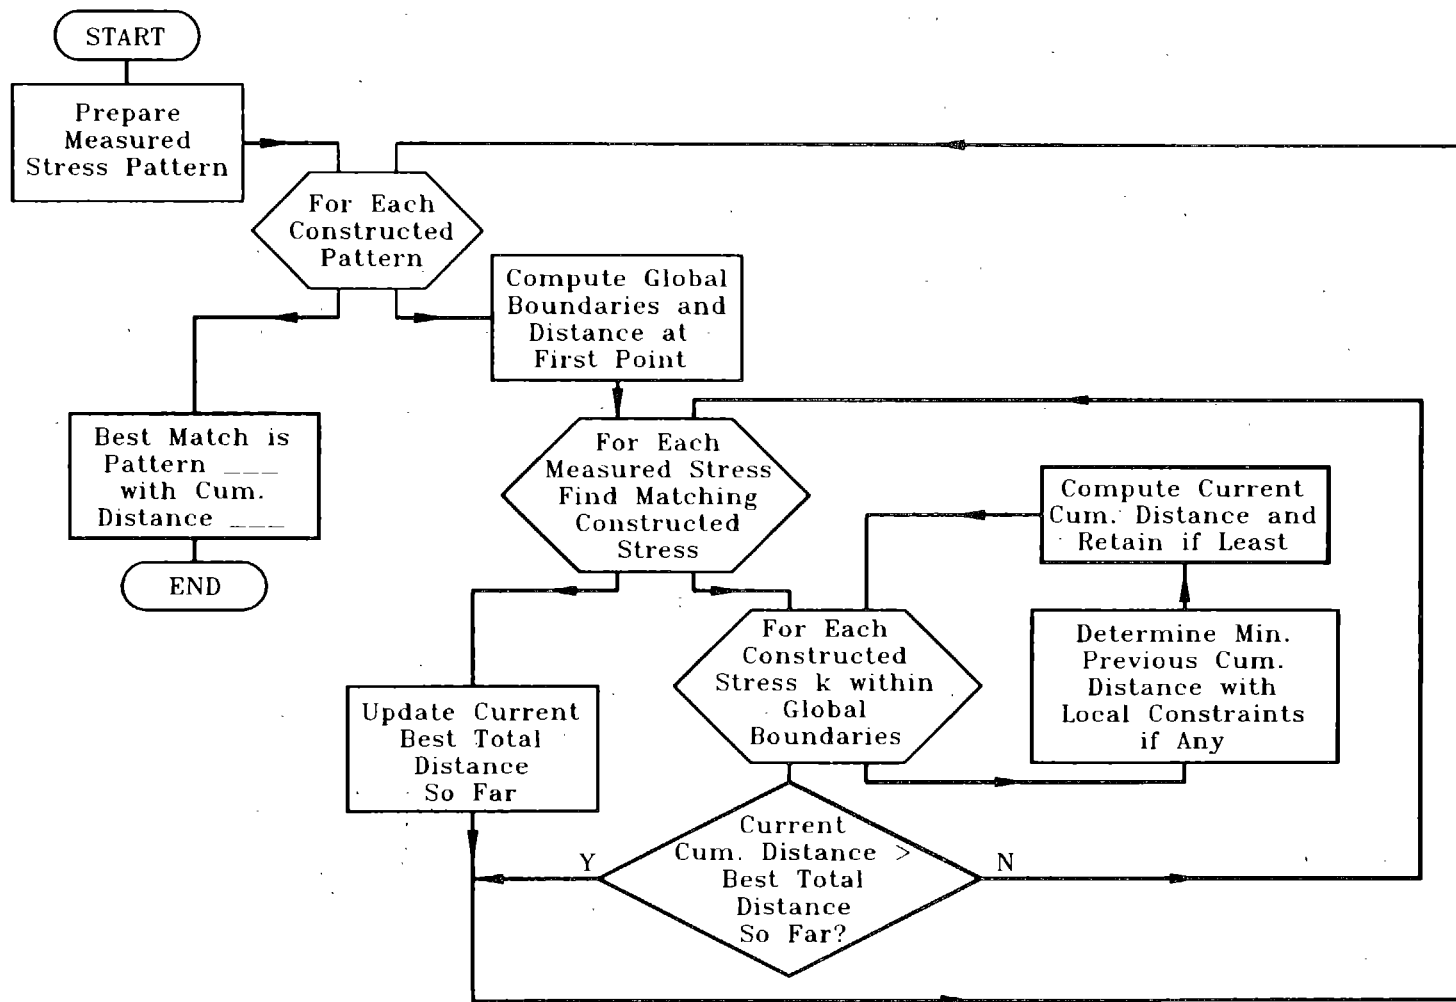 START
Prepare
Measured
Stress Pattern
For Each
Constructed
Pattern
Compute Global
Boundaries and
Distance at
First Point
Best Match is
Pattern ___
with Cum.
Distance ___
END
For Each
Measured Stress
Find Matching
Constructed
Stress
Compute Current
Cum. Distance and
Retain if Least
For Each
Constructed
Stress k within
Global
Boundaries
Determine Min.
Previous Cum.
Distance with
Local Constraints
if Any
Update Current
Best Total
Distance
So Far
Current
Cum. Distance >
Best Total
Distance
So Far?
Y
N